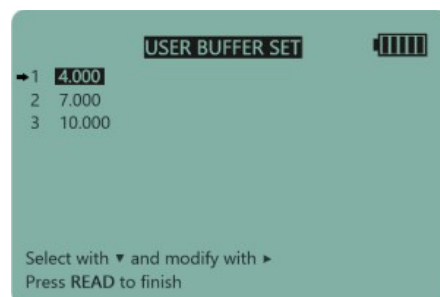 USER BUFFER SET
➡1 4.000
2 7.000
3 10.000
Select with ▼ and modify with ►
Press READ to finish